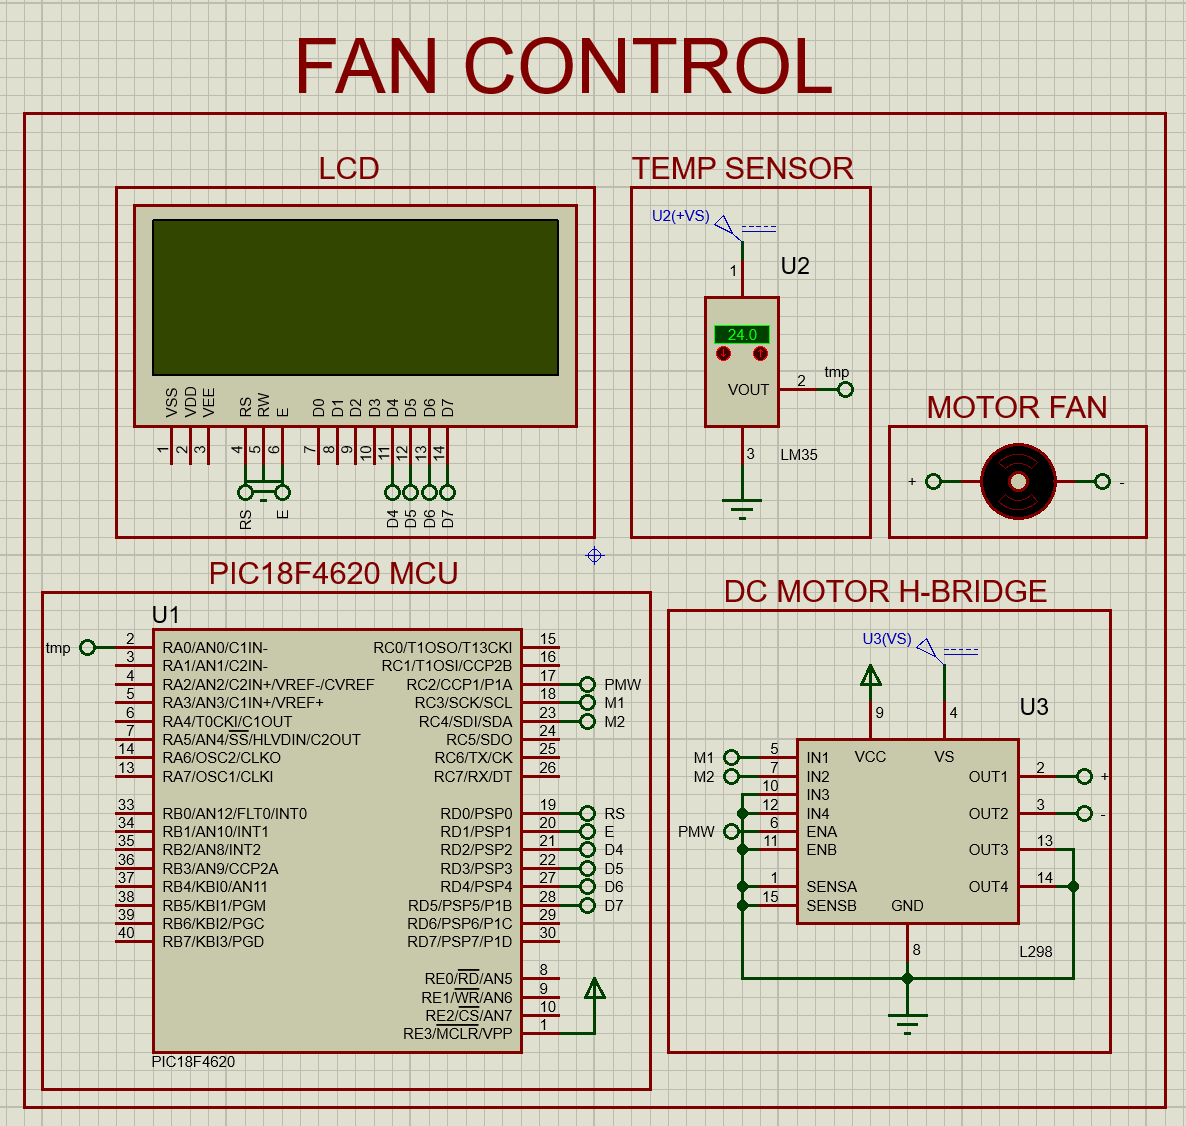 FAN CONTROL
LCD
VSS
VDD
VEE
RS
RW
E
D0
D1
D2
D3
D4
D5
D6
D7
1
2
3
4
5
6
7
8
9
10
11
12
13
14
RS
E
D4
D5
D6
D7
TEMP SENSOR
U2(+VS)
U2
1
24.0
VOUT
2
tmp
3
LM35
MOTOR FAN
+
-
PIC18F4620 MCU
U1
tmp
2 RA0/AN0/C1IN-
3 RA1/AN1/C2IN-
4 RA2/AN2/C2IN+/VREF-/CVREF
5 RA3/AN3/C1IN+/VREF+
6 RA4/T0CKI/C1OUT
7 RA5/AN4/SS/HLVDIN/C2OUT
14 RA6/OSC2/CLKO
13 RA7/OSC1/CLKI
33 RB0/AN12/FLT0/INT0
34 RB1/AN10/INT1
35 RB2/AN8/INT2
36 RB3/AN9/CCP2A
37 RB4/KBI0/AN11
38 RB5/KBI1/PGM
39 RB6/KBI2/PGC
40 RB7/KBI3/PGD
RC0/T1OSO/T13CKI 15
RC1/T1OSI/CCP2B 16
RC2/CCP1/P1A 17 PMW
RC3/SCK/SCL 18 M1
RC4/SDI/SDA 23 M2
RC5/SDO 24
RC6/TX/CK 25
RC7/RX/DT 26
RD0/PSP0 19 RS
RD1/PSP1 20 E
RD2/PSP2 21 D4
RD3/PSP3 22 D5
RD4/PSP4 27 D6
RD5/PSP5/P1B 28 D7
RD6/PSP6/P1C 29
RD7/PSP7/P1D 30
RE0/RD/AN5 8
RE1/WR/AN6 9
RE2/CS/AN7 10
RE3/MCLR/VPP 1
PIC18F4620
DC MOTOR H-BRIDGE
U3(VS)
9
4
U3
VCC
VS
M1 5 IN1
M2 7 IN2
10 IN3
12 IN4
PMW 6 ENA
11 ENB
1 SENSA
15 SENSB
OUT1 2 +
OUT2 3 -
OUT3 13
OUT4 14
GND
8
L298